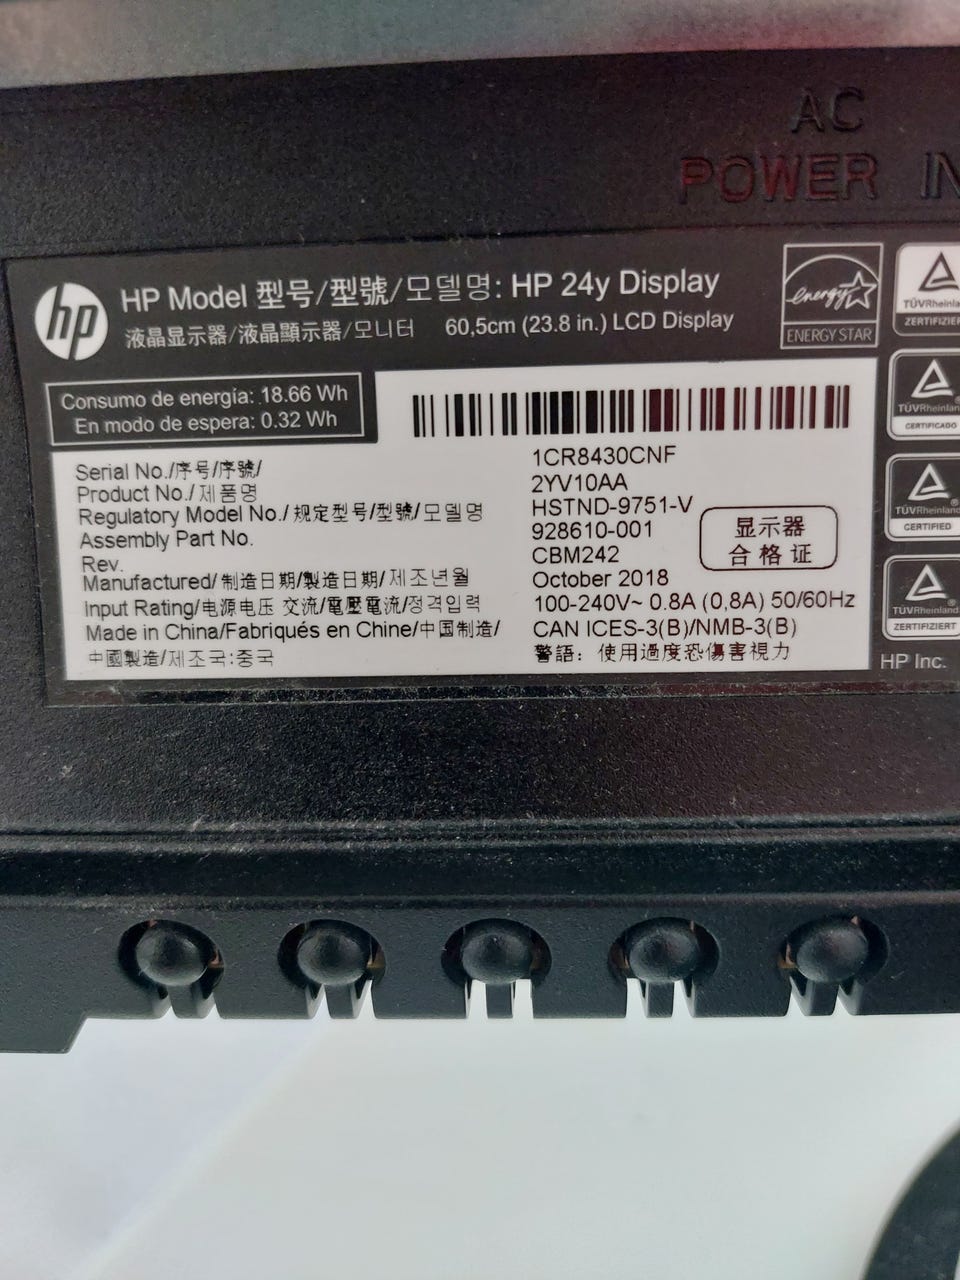 AC
POWER IN
hp
HP Model 型号/型號/모델명: HP 24y Display
液晶显示器/液晶顯示器/모니터 60,5cm (23.8 in.) LCD Display
energy
ENERGY STAR
TÜVRheinland
ZERTIFIZIERT
Consumo de energía: 18.66 Wh
En modo de espera: 0.32 Wh
TÜVRheinland
CERTIFICADO
Serial No./序号/序號/ 1CR8430CNF
Product No./제품명 2YV10AA
Regulatory Model No./规定型号/型號/모델명 HSTND-9751-V
Assembly Part No. 928610-001
Rev. CBM242
显示器
合格证
TÜVRheinland
CERTIFIED
Manufactured/制造日期/製造日期/제조년월 October 2018
Input Rating/电源电压 交流/電壓電流/정격입력 100-240V~ 0.8A (0,8A) 50/60Hz
Made in China/Fabriqués en Chine/中国制造/ CAN ICES-3(B)/NMB-3(B)
中國製造/제조국:중국 警語: 使用過度恐傷害視力
TÜVRheinland
ZERTIFIZIERT
HP Inc.